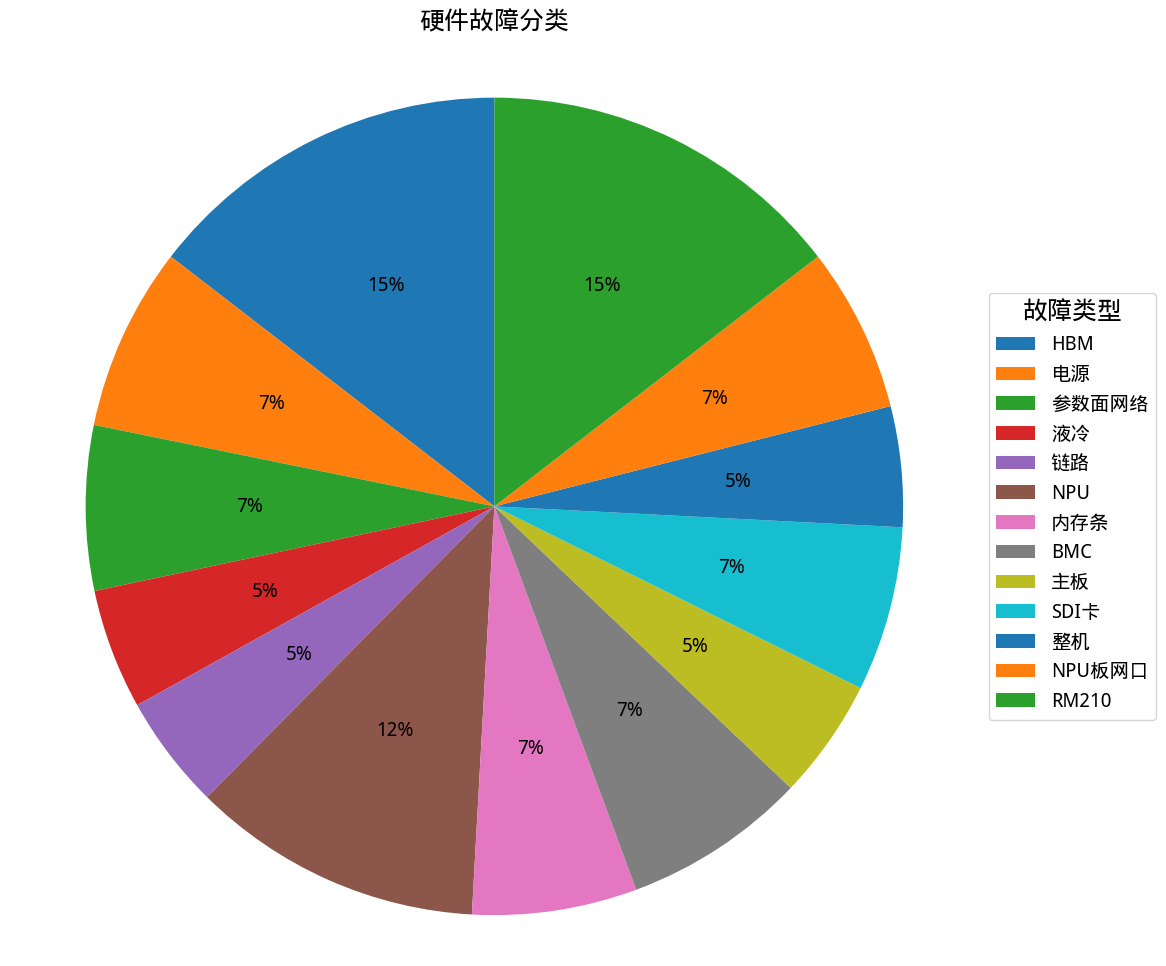 硬件故障分类
15%
15%
7%
7%
7%
5%
5%
7%
5%
5%
7%
12%
7%
故障类型
HBM
电源
参数面网络
液冷
链路
NPU
内存条
BMC
主板
SDI卡
整机
NPU板网口
RM210